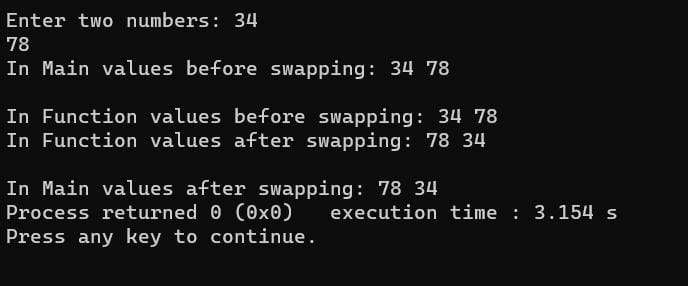 Enter two numbers: 34
78
In Main values before swapping: 34 78
In Function values before swapping: 34 78
In Function values after swapping: 78 34
In Main values after swapping: 78 34
Process returned 0 (0x0)   execution time : 3.154 s
Press any key to continue.